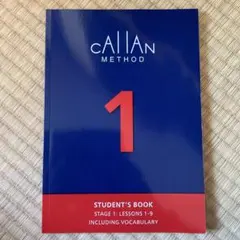 cAllAN
METHOD
1
STUDENT'S BOOK
STAGE 1: LESSONS 1-9
INCLUDING VOCABULARY